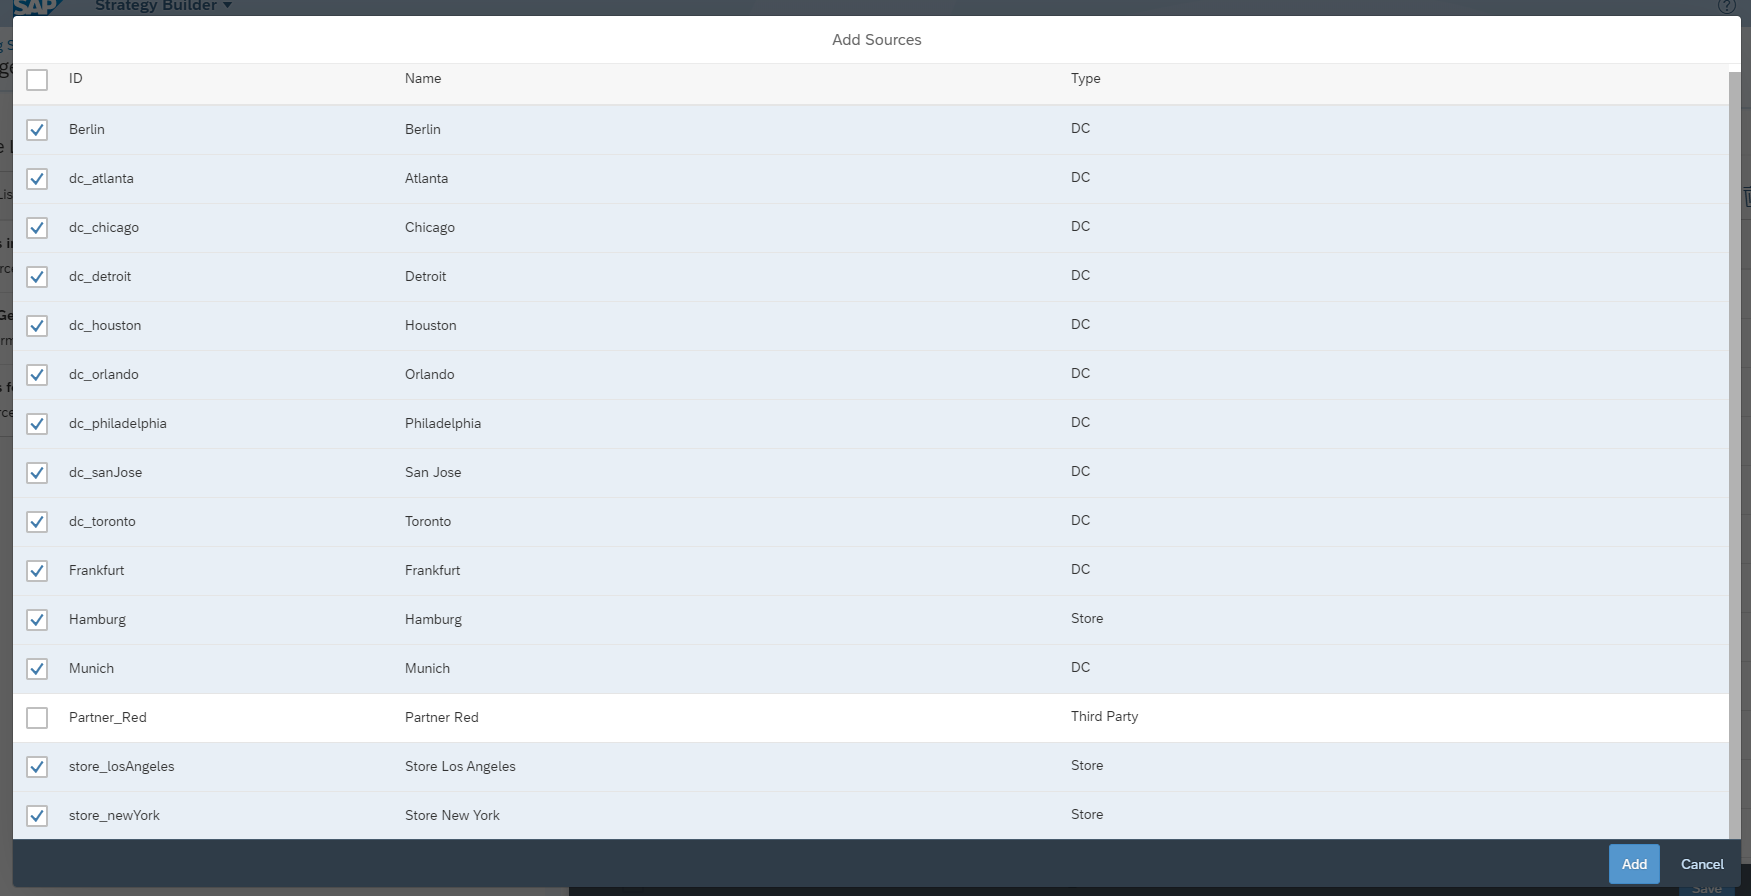 SAP Strategy Builder
Add Sources
ID Name Type
Berlin Berlin DC
dc_atlanta Atlanta DC
dc_chicago Chicago DC
dc_detroit Detroit DC
dc_houston Houston DC
dc_orlando Orlando DC
dc_philadelphia Philadelphia DC
dc_sanJose San Jose DC
dc_toronto Toronto DC
Frankfurt Frankfurt DC
Hamburg Hamburg Store
Munich Munich DC
Partner_Red Partner Red Third Party
store_losAngeles Store Los Angeles Store
store_newYork Store New York Store
Add Cancel
Save